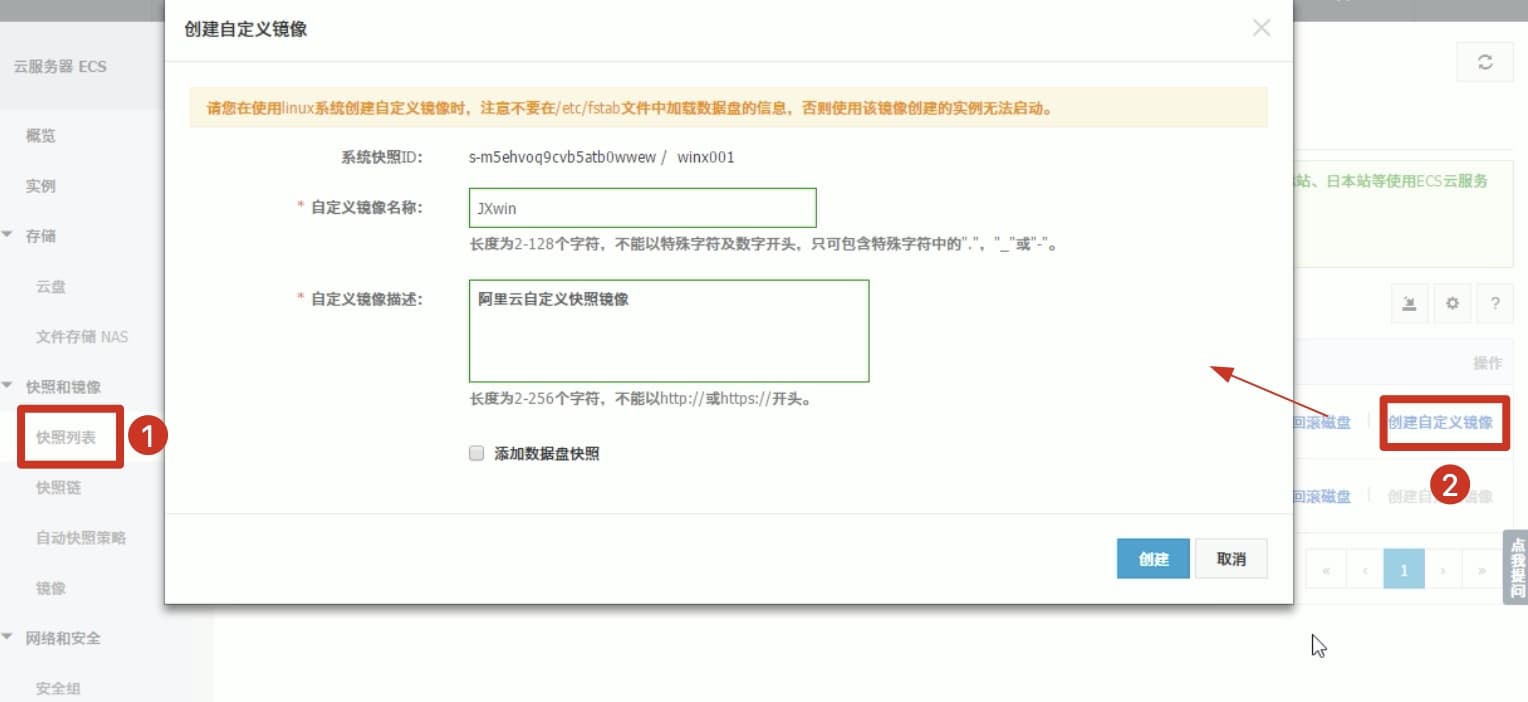 创建自定义镜像
云服务器 ECS
概览
实例
存储
云盘
文件存储 NAS
快照和镜像
快照列表
1
快照链
自动快照策略
镜像
网络和安全
安全组
请您在使用linux系统创建自定义镜像时，注意不要在/etc/fstab文件中加载数据盘的信息，否则使用该镜像创建的实例无法启动。
系统快照ID： s-m5ehvoq9cvb5atb0wwew / winx001
* 自定义镜像名称： JXwin
长度为2-128个字符，不能以特殊字符及数字开头，只可包含特殊字符中的"."，"_"或"-"。
* 自定义镜像描述： 阿里云自定义快照镜像
长度为2-256个字符，不能以http://或https://开头。
添加数据盘快照
创建 取消
站、日本站等使用ECS云服务
?
操作
回滚磁盘 | 创建自定义镜像
2
回滚磁盘 | 创建自 镜像
« ‹ 1 › »
点我提问